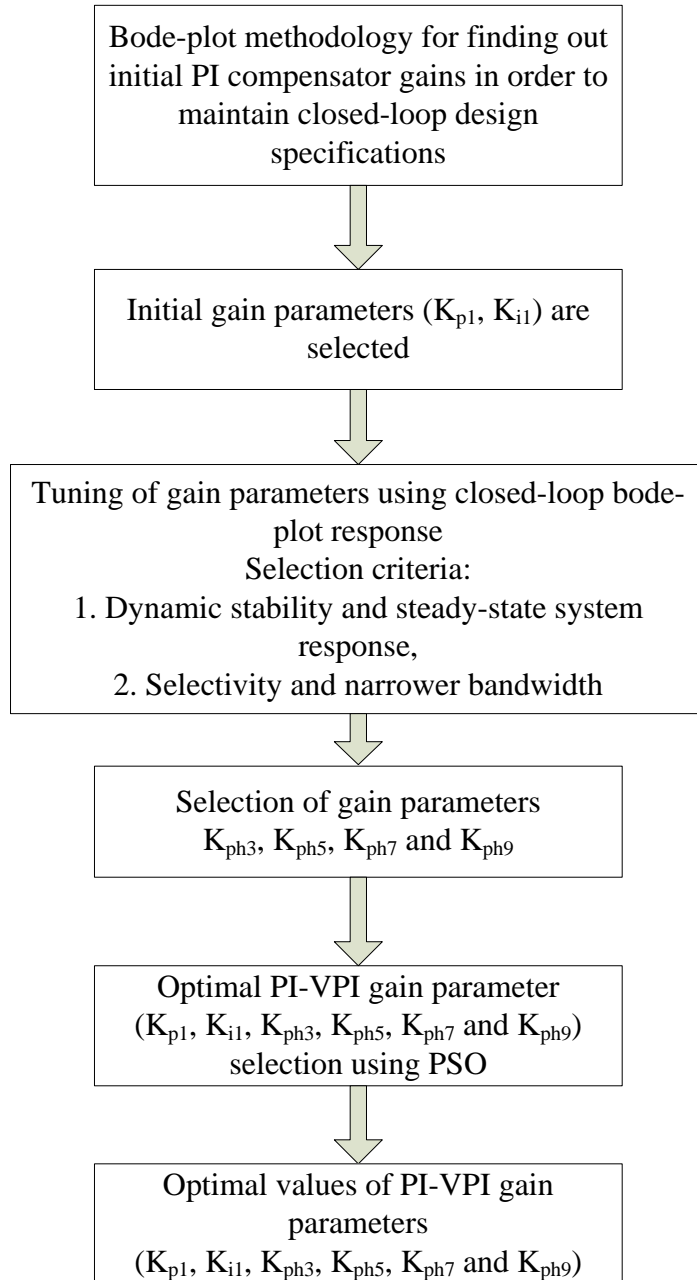 Bode-plot methodology for finding out
initial PI compensator gains in order to
maintain closed-loop design
specifications
Initial gain parameters (Kp1, Ki1) are
selected
Tuning of gain parameters using closed-loop bode-
plot response
Selection criteria:
1. Dynamic stability and steady-state system
response,
2. Selectivity and narrower bandwidth
Selection of gain parameters
Kph3, Kph5, Kph7 and Kph9
Optimal PI-VPI gain parameter
(Kp1, Ki1, Kph3, Kph5, Kph7 and Kph9)
selection using PSO
Optimal values of PI-VPI gain
parameters
(Kp1, Ki1, Kph3, Kph5, Kph7 and Kph9)